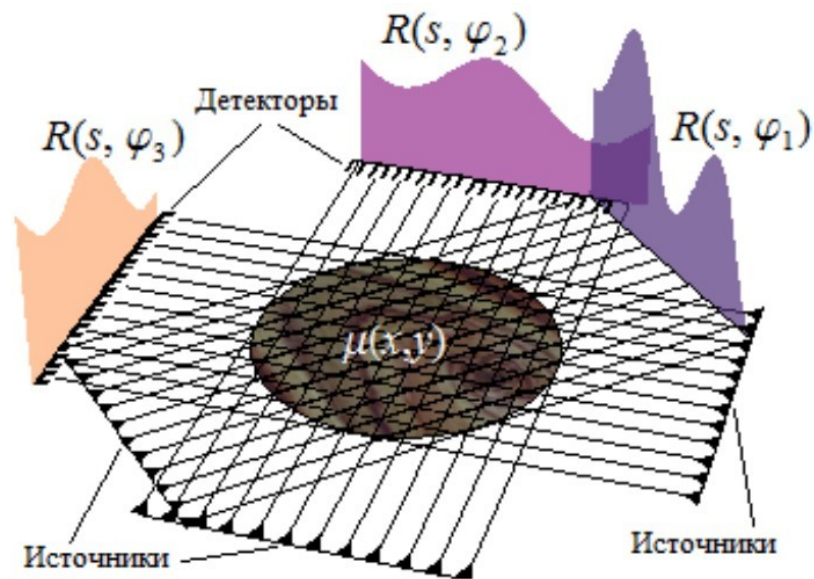 R(s, φ₂)
Детекторы
R(s, φ₃)
R(s, φ₁)
μ(x,y)
Источники
Источники